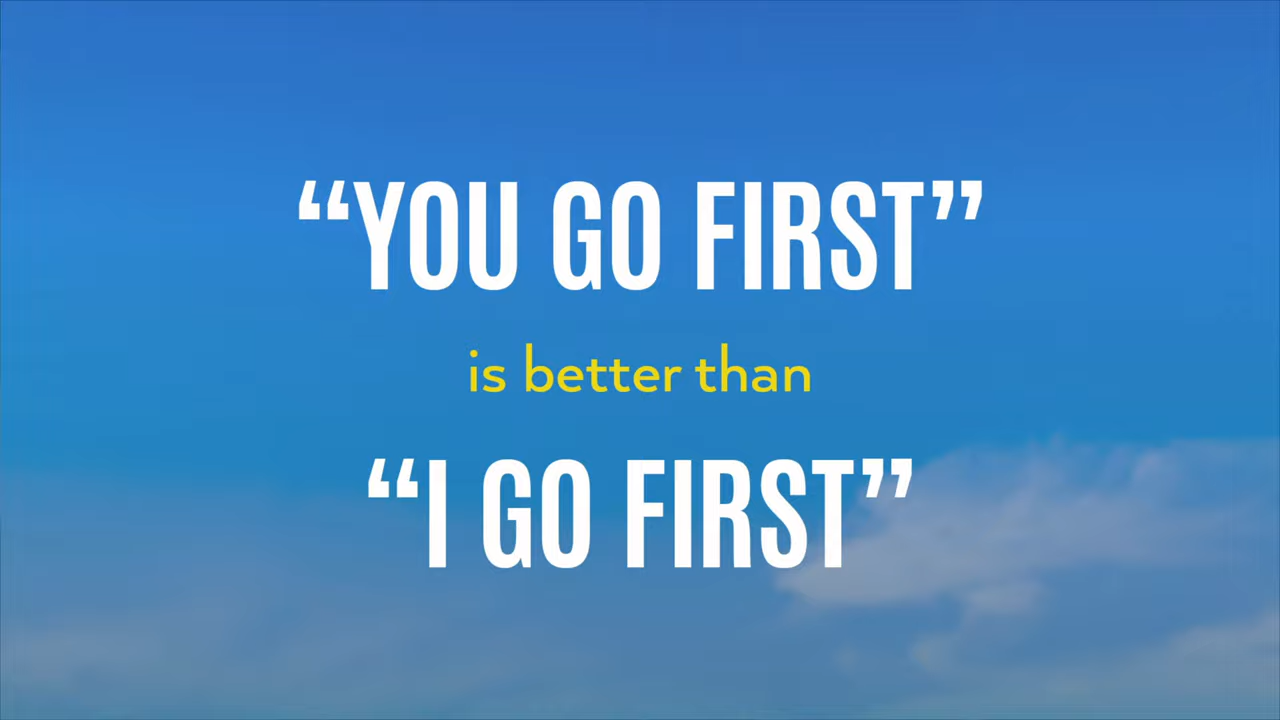 “YOU GO FIRST”
is better than
“I GO FIRST”